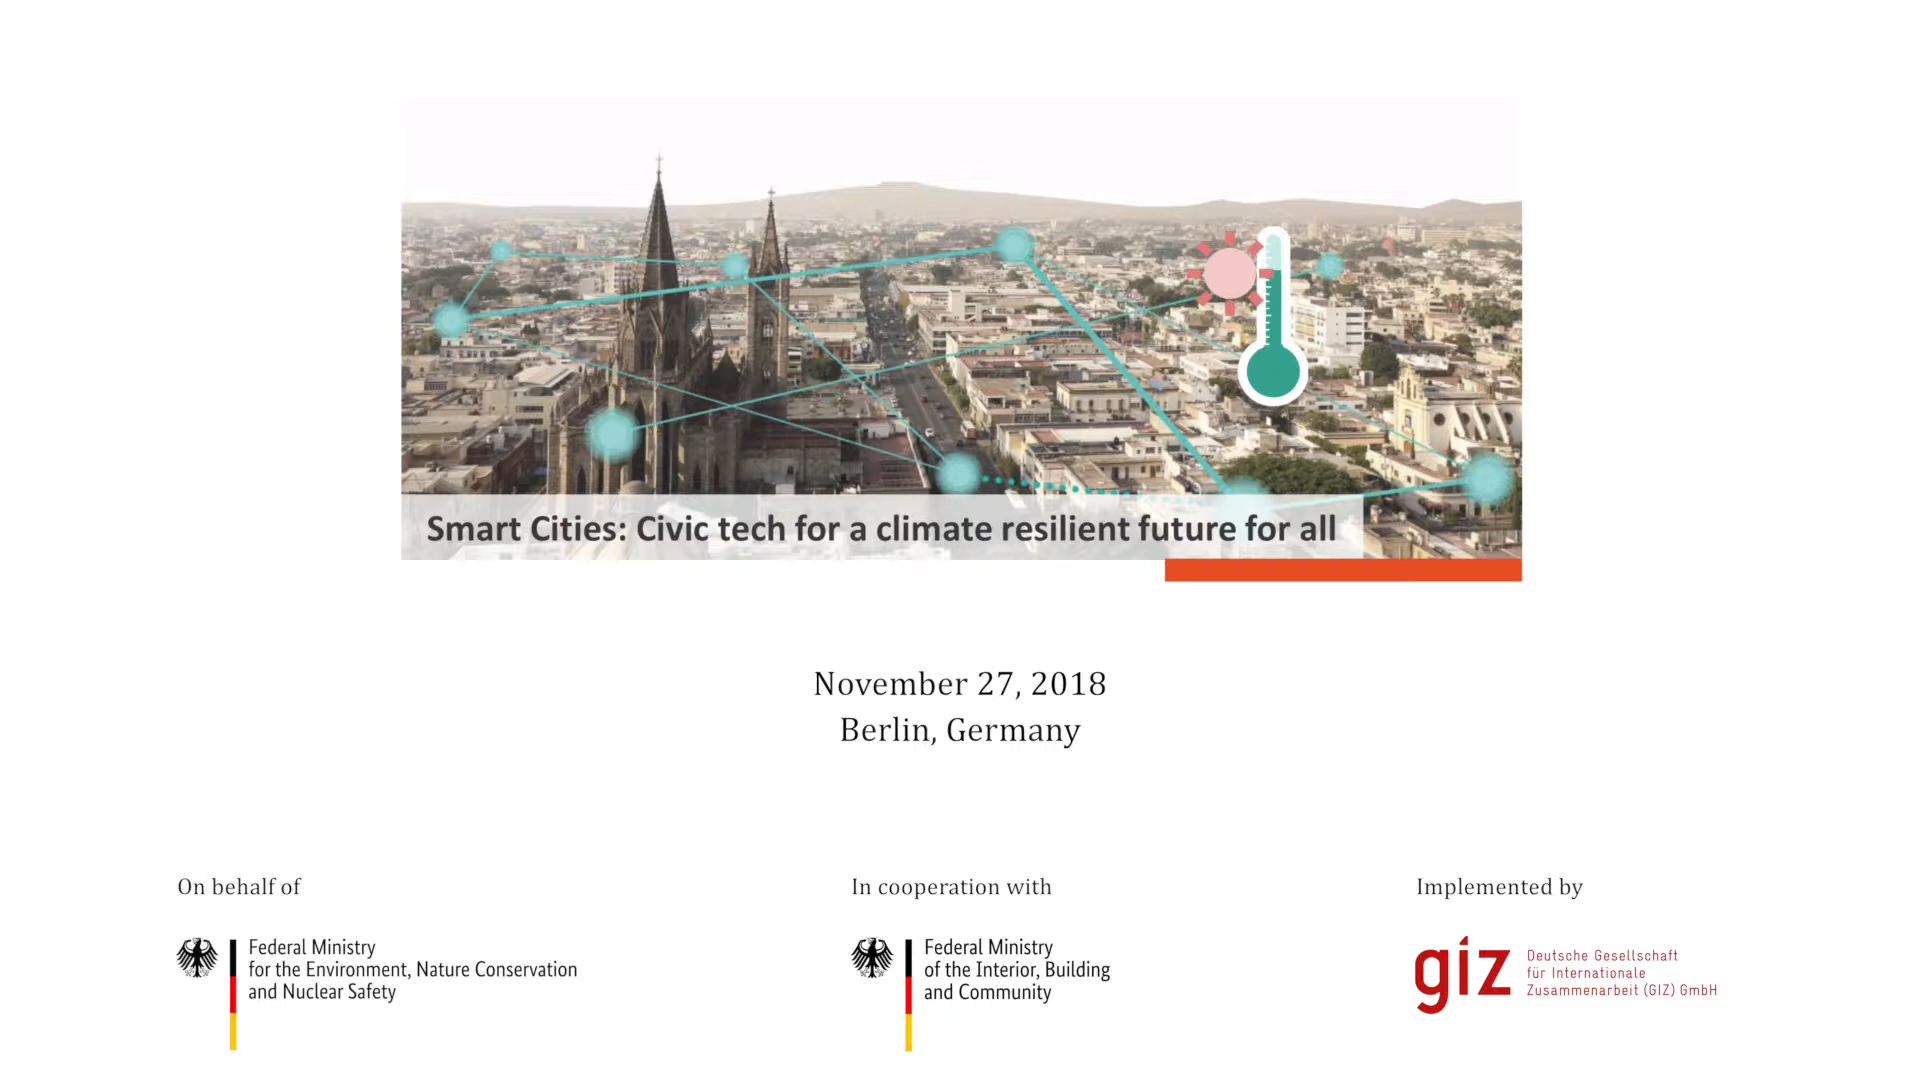 Smart Cities: Civic tech for a climate resilient future for all
November 27, 2018
Berlin, Germany
On behalf of
Federal Ministry
for the Environment, Nature Conservation
and Nuclear Safety
In cooperation with
Federal Ministry
of the Interior, Building
and Community
Implemented by
giz
Deutsche Gesellschaft
für Internationale
Zusammenarbeit (GIZ) GmbH